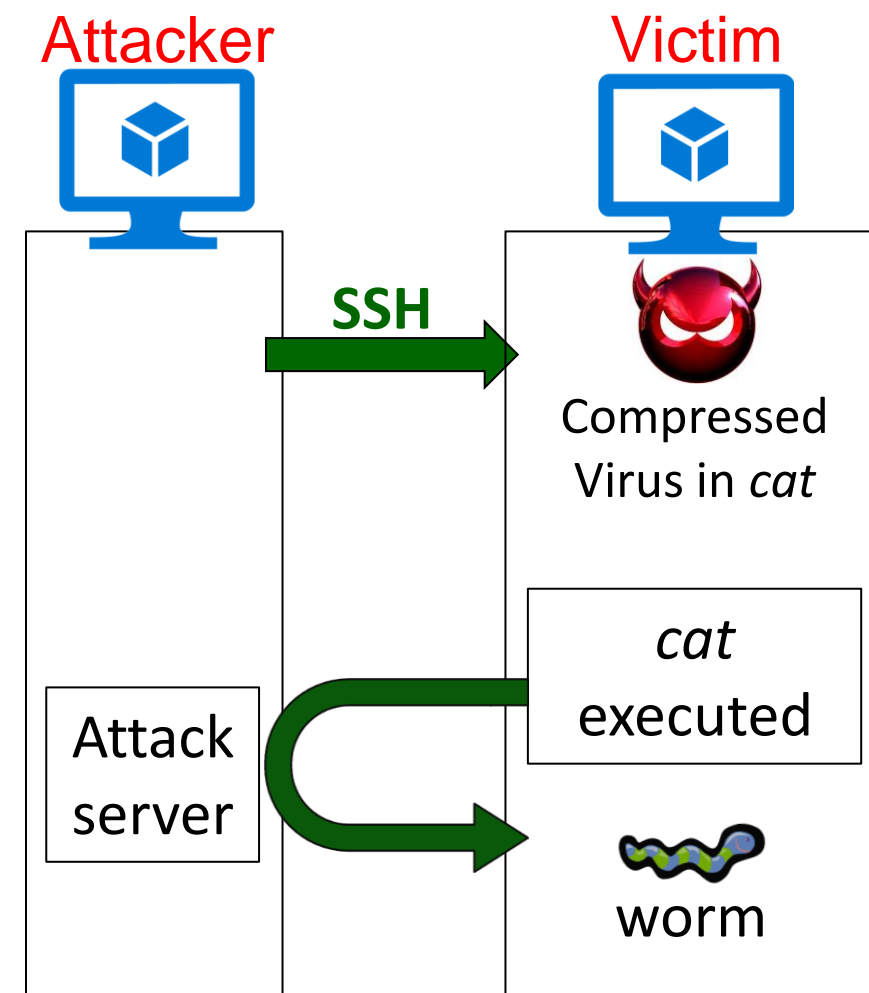 Attacker
Victim
SSH
Compressed
Virus in cat
cat
executed
Attack
server
worm